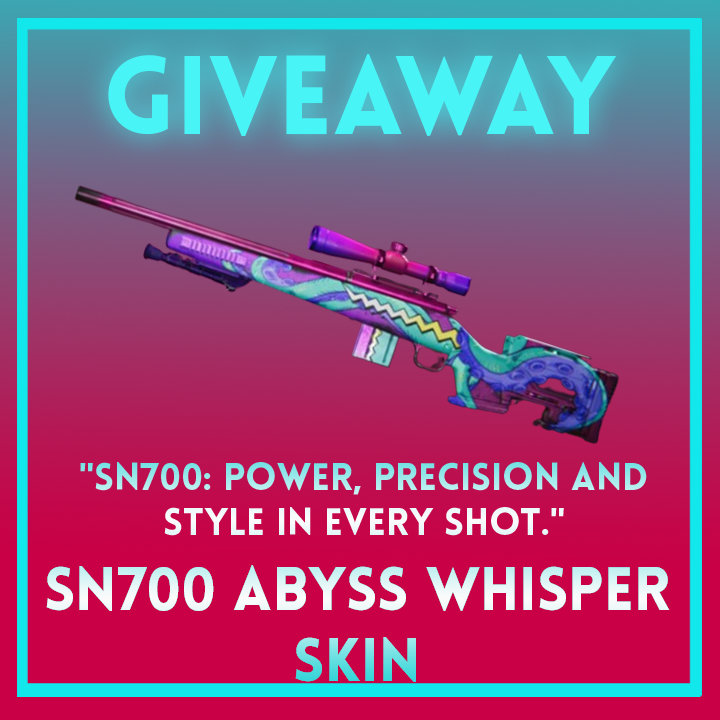 GIVEAWAY
"SN700: POWER, PRECISION AND
STYLE IN EVERY SHOT."
SN700 ABYSS WHISPER
SKIN